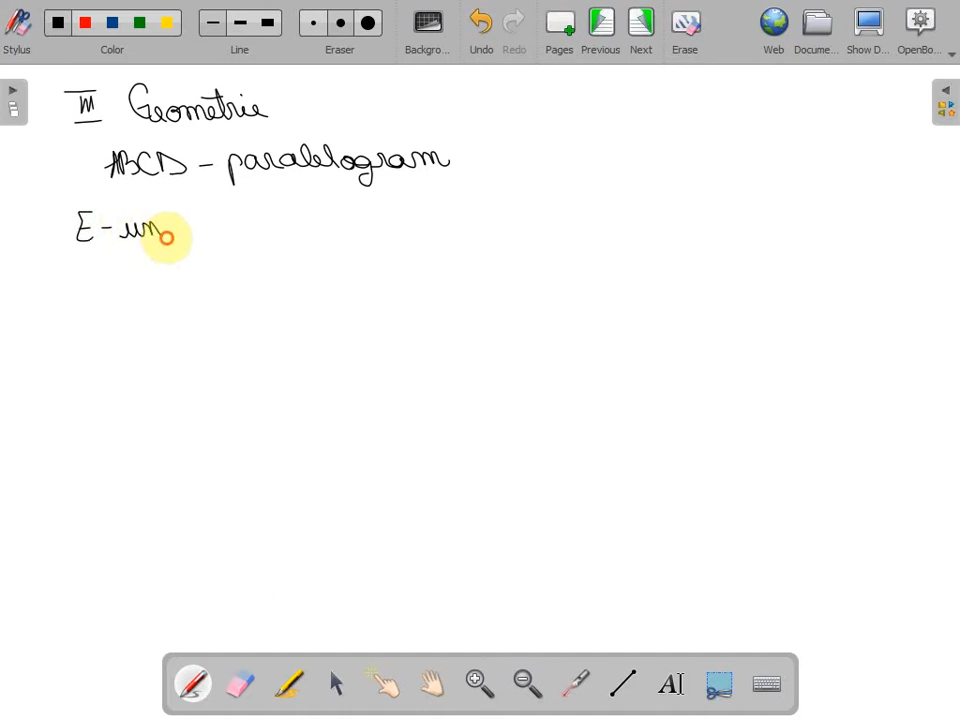 Stylus
Color
Line
Eraser
Backgro...
Undo
Redo
Pages
Previous
Next
Erase
Web
Docume...
Show D...
OpenBo...
III Geometrie
ABCD - paralelogram
E - un
A